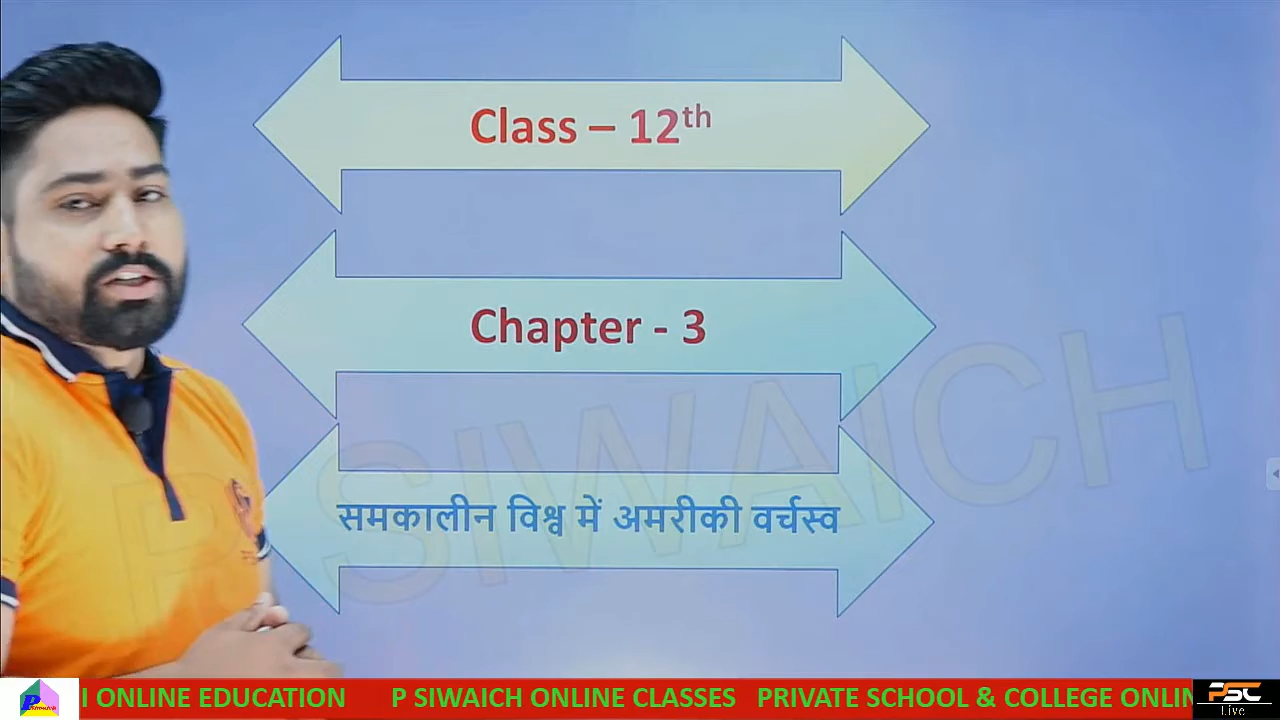 Class – 12th
Chapter - 3
समकालीन विश्व में अमरीकी वर्चस्व
P SIWAICH
I ONLINE EDUCATION P SIWAICH ONLINE CLASSES PRIVATE SCHOOL & COLLEGE ONLIN
PSC
Live